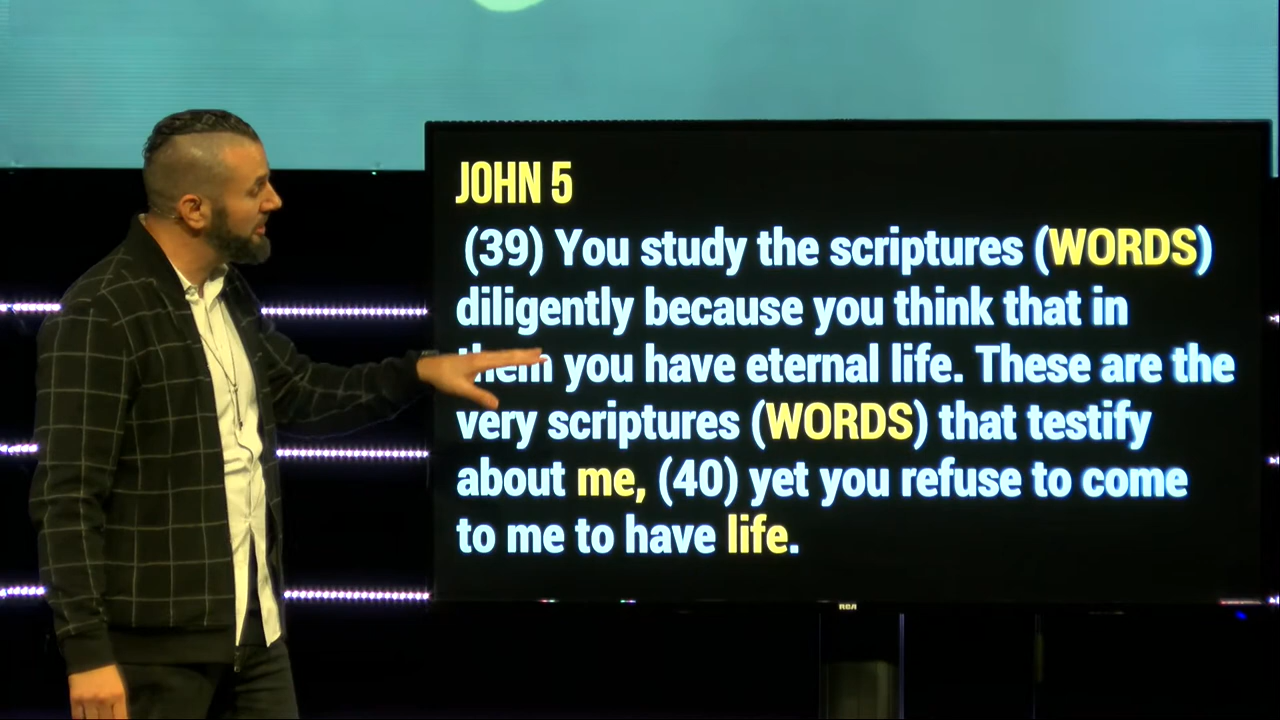 JOHN 5
(39) You study the scriptures (WORDS)
diligently because you think that in
them you have eternal life. These are the
very scriptures (WORDS) that testify
about me, (40) yet you refuse to come
to me to have life.
RCA